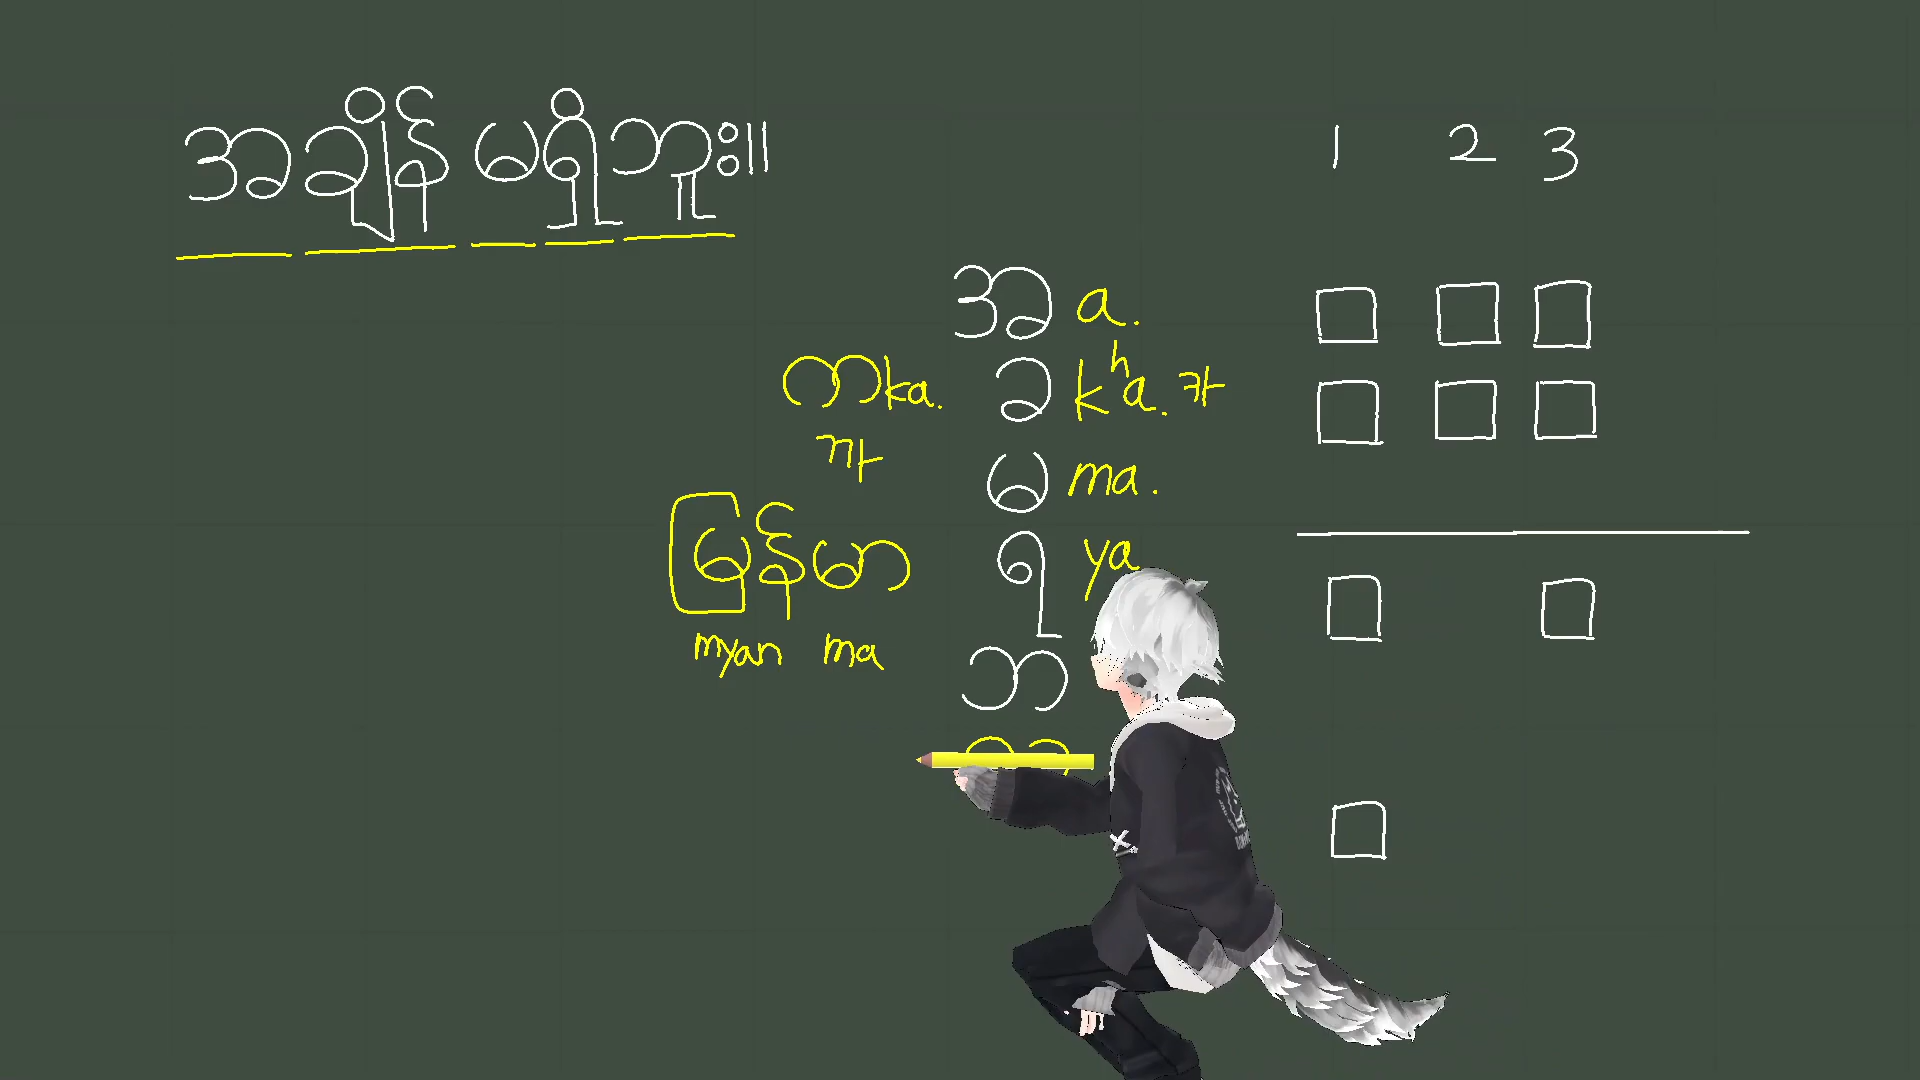 အချိန် မရှိဘူး။
1 2 3
အ a.
က ka. ခ kʰa. 카
까
မ ma.
မြန်မာ ရ ya
myan ma
ဘ